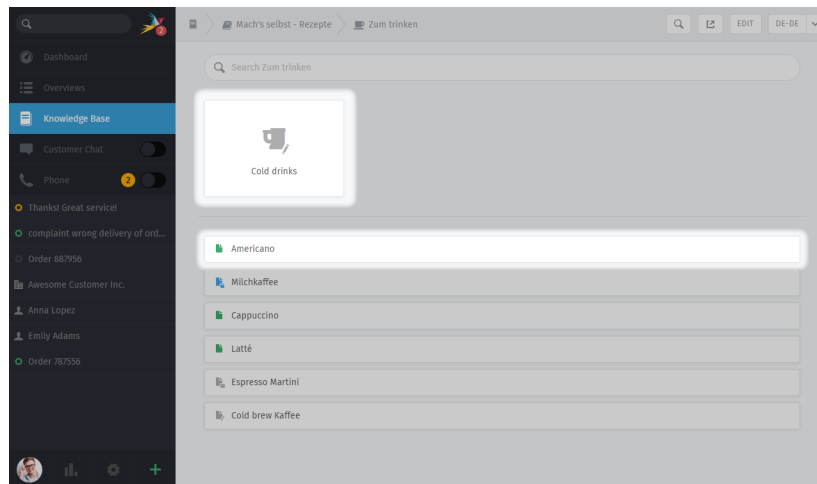 2
Mach's selbst - Rezepte
Zum trinken
EDIT
DE-DE
Dashboard
Overviews
Knowledge Base
Customer Chat
Phone
2
Thanks! Great service!
complaint wrong delivery of ord...
Order 887956
Awesome Customer Inc.
Anna Lopez
Emily Adams
Order 787556
Search Zum trinken
Cold drinks
Americano
Milchkaffee
Cappuccino
Latté
Espresso Martini
Cold brew Kaffee